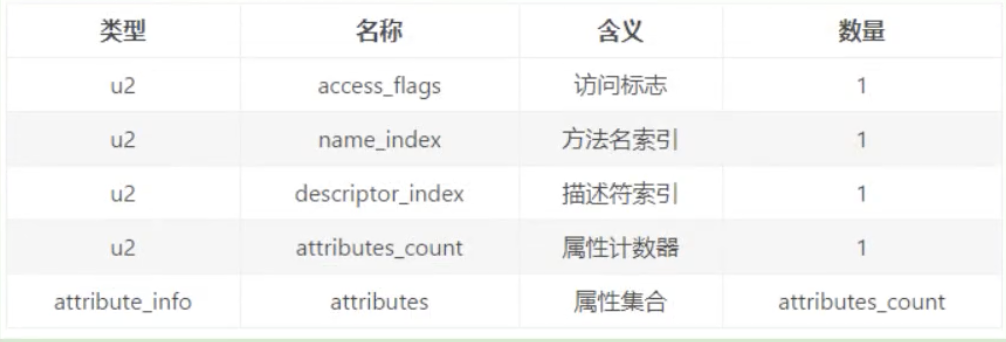 类型 名称 含义 数量
u2 access_flags 访问标志 1
u2 name_index 方法名索引 1
u2 descriptor_index 描述符索引 1
u2 attributes_count 属性计数器 1
attribute_info attributes 属性集合 attributes_count